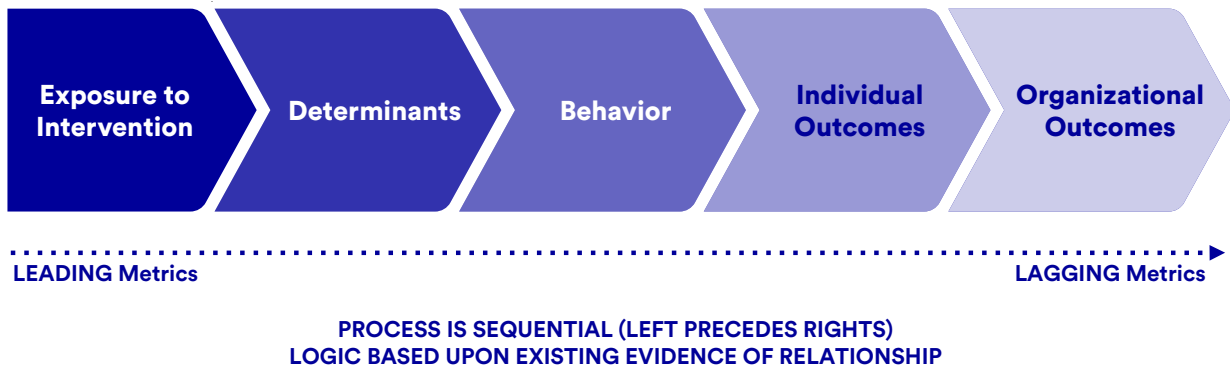 Exposure to
Intervention
Determinants
Behavior
Individual
Outcomes
Organizational
Outcomes
LEADING Metrics
LAGGING Metrics
PROCESS IS SEQUENTIAL (LEFT PRECEDES RIGHTS)
LOGIC BASED UPON EXISTING EVIDENCE OF RELATIONSHIP